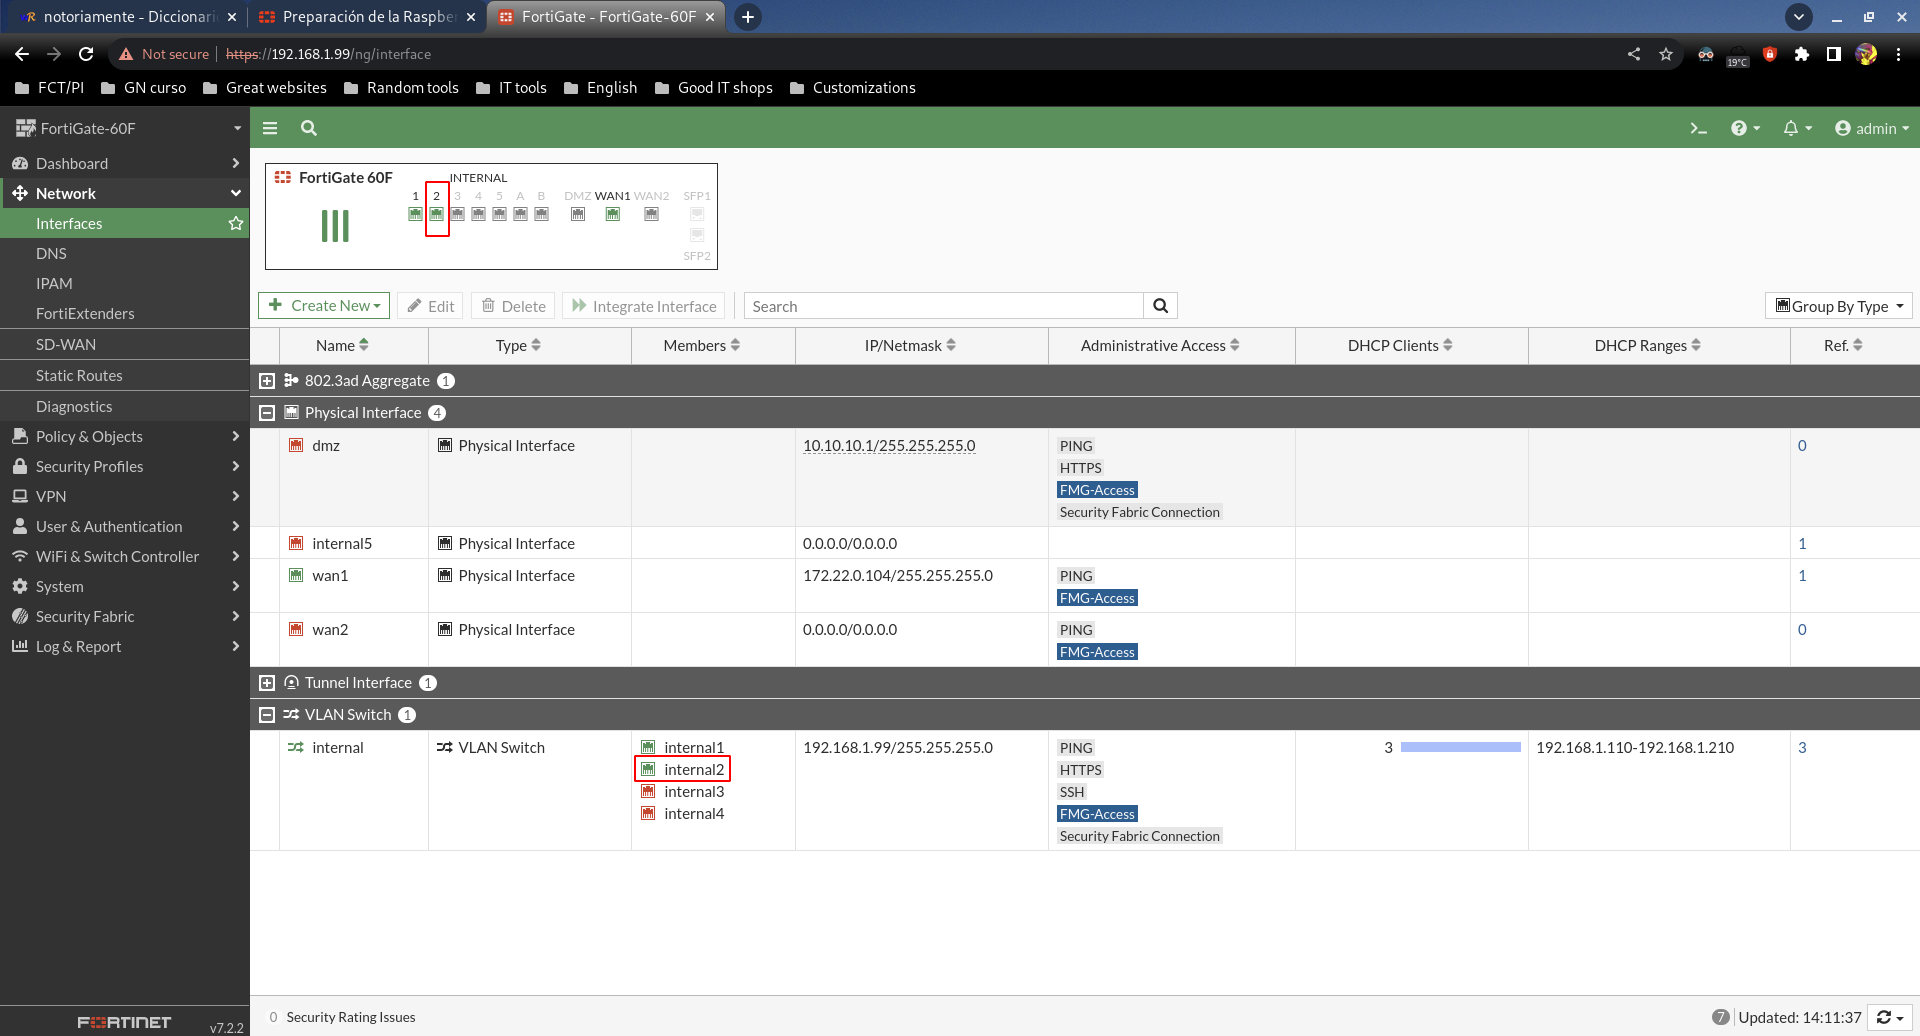 notoriamente - Diccionari
Preparación de la Raspber
FortiGate - FortiGate-60F
Not secure
https://192.168.1.99/ng/interface
19°C
FCT/PI
GN curso
Great websites
Random tools
IT tools
English
Good IT shops
Customizations
FortiGate-60F
admin
Dashboard
Network
Interfaces
DNS
IPAM
FortiExtenders
SD-WAN
Static Routes
Diagnostics
Policy & Objects
Security Profiles
VPN
User & Authentication
WiFi & Switch Controller
System
Security Fabric
Log & Report
FORTINET
v7.2.2
FortiGate 60F
INTERNAL
1 2 3 4 5 A B DMZ WAN1 WAN2 SFP1
SFP2
Create New
Edit
Delete
Integrate Interface
Search
Group By Type
Name Type Members IP/Netmask Administrative Access DHCP Clients DHCP Ranges Ref.
802.3ad Aggregate 1
Physical Interface 4
dmz Physical Interface 10.10.10.1/255.255.255.0 PING 0
HTTPS
FMG-Access
Security Fabric Connection
internal5 Physical Interface 0.0.0.0/0.0.0.0 1
wan1 Physical Interface 172.22.0.104/255.255.255.0 PING 1
FMG-Access
wan2 Physical Interface 0.0.0.0/0.0.0.0 PING 0
FMG-Access
Tunnel Interface 1
VLAN Switch 1
internal VLAN Switch internal1 192.168.1.99/255.255.255.0 PING 3 192.168.1.110-192.168.1.210 3
internal2 HTTPS
internal3 SSH
internal4 FMG-Access
Security Fabric Connection
0 Security Rating Issues
7 Updated: 14:11:37